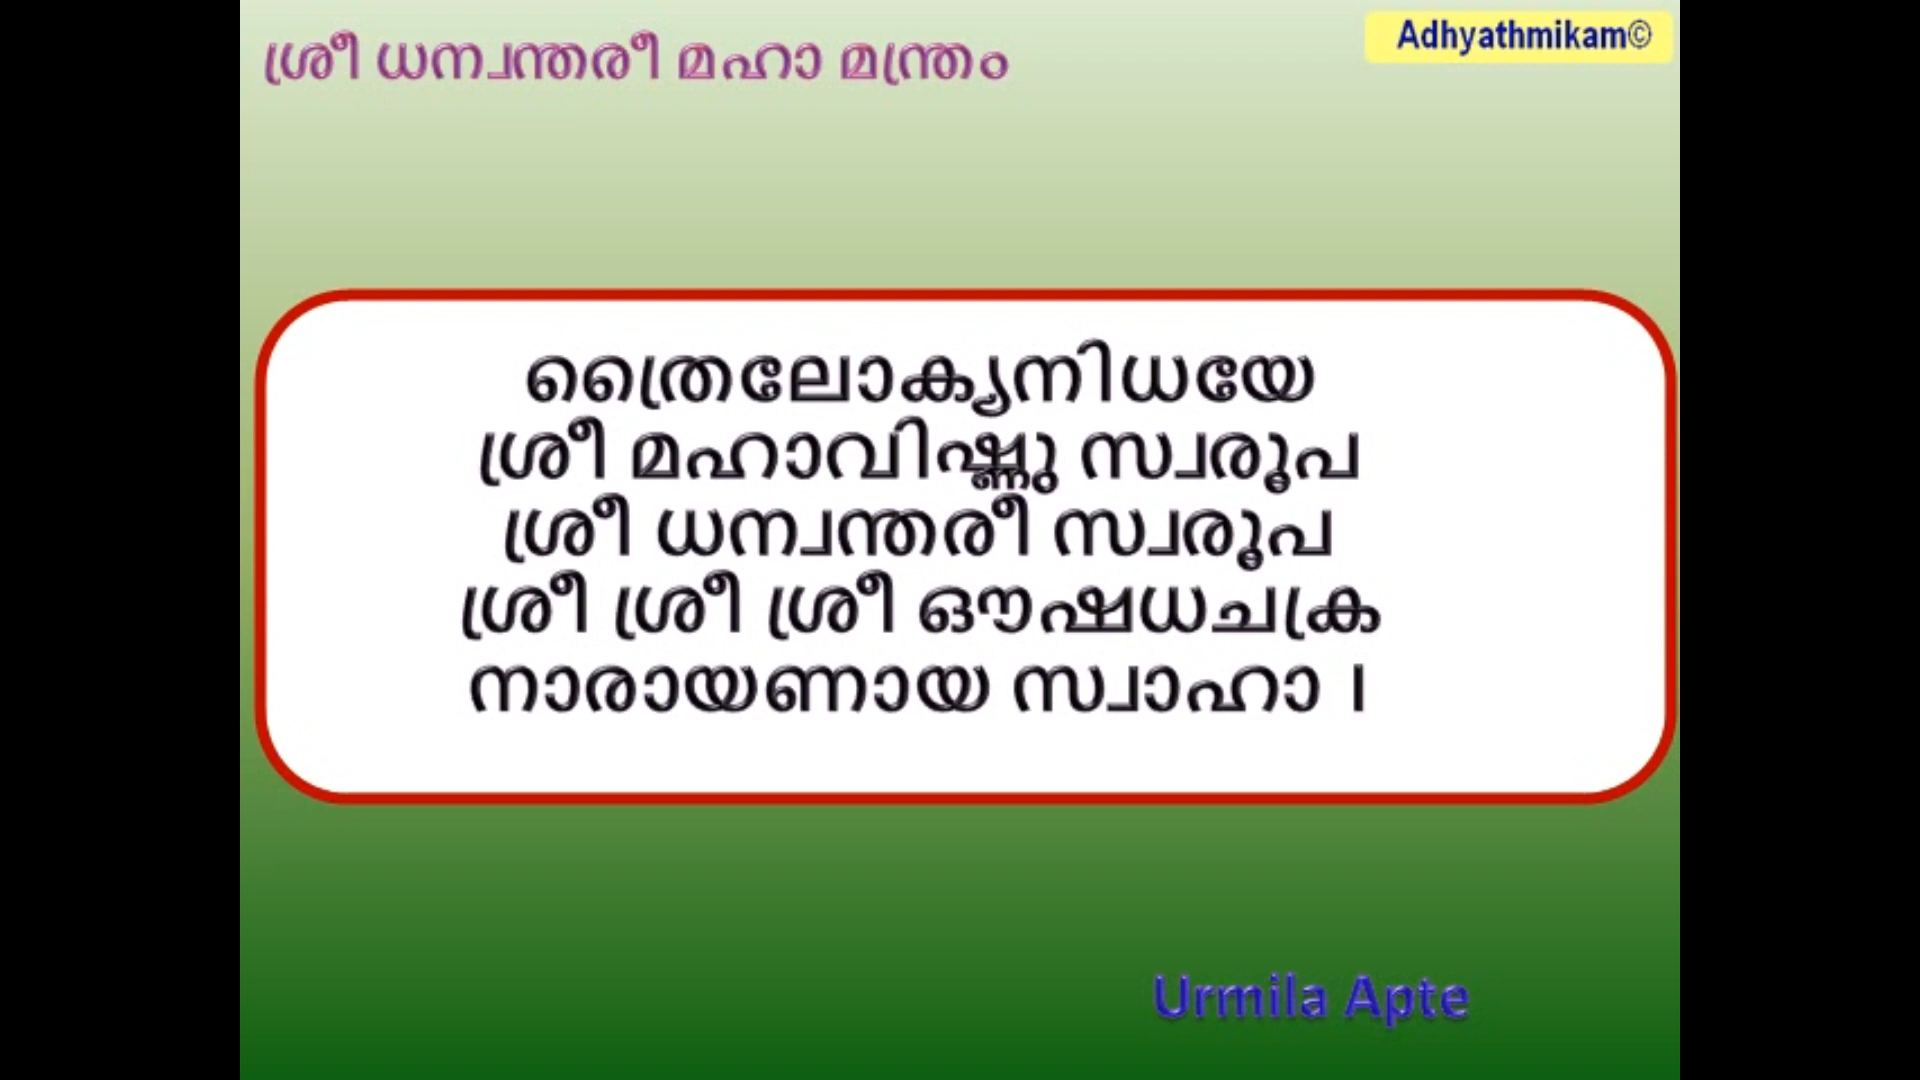 ശ്രീ ധന്വന്തരീ മഹാ മന്ത്രം
Adhyathmikam©
ത്രൈലോക്യനിധയേ
ശ്രീ മഹാവിഷ്ണു സ്വരൂപ
ശ്രീ ധന്വന്തരീ സ്വരൂപ
ശ്രീ ശ്രീ ശ്രീ ഔഷധചക്ര
നാരായണായ സ്വാഹാ ।
Urmila Apte